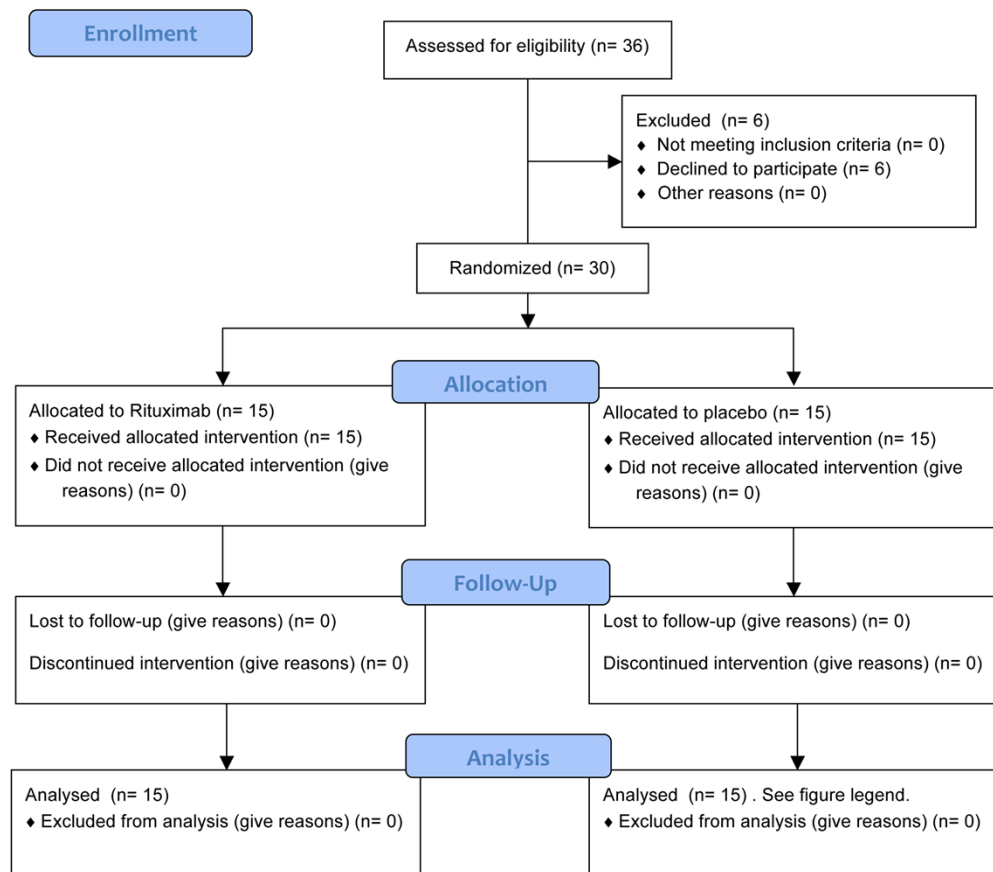 Enrollment
Assessed for eligibility (n= 36)
Excluded (n= 6)
♦ Not meeting inclusion criteria (n= 0)
♦ Declined to participate (n= 6)
♦ Other reasons (n= 0)
Randomized (n= 30)
Allocation
Allocated to Rituximab (n= 15)
♦ Received allocated intervention (n= 15)
♦ Did not receive allocated intervention (give
reasons) (n= 0)
Allocated to placebo (n= 15)
♦ Received allocated intervention (n= 15)
♦ Did not receive allocated intervention (give
reasons) (n= 0)
Follow-Up
Lost to follow-up (give reasons) (n= 0)
Discontinued intervention (give reasons) (n= 0)
Lost to follow-up (give reasons) (n= 0)
Discontinued intervention (give reasons) (n= 0)
Analysis
Analysed (n= 15)
♦ Excluded from analysis (give reasons) (n= 0)
Analysed (n= 15) . See figure legend.
♦ Excluded from analysis (give reasons) (n= 0)